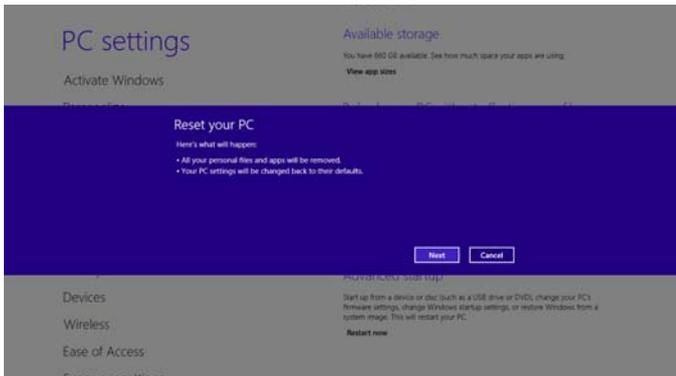 PC settings
Activate Windows
Available storage
You have 660 GB available. See how much space your apps are using.
View app sizes
Reset your PC
Here's what will happen:
• All your personal files and apps will be removed.
• Your PC settings will be changed back to their defaults.
Next
Cancel
Devices
Wireless
Ease of Access
Advanced startup
Start up from a device or disc (such as a USB drive or DVD), change your PC's
firmware settings, change Windows startup settings, or restore Windows from a
system image. This will restart your PC.
Restart now